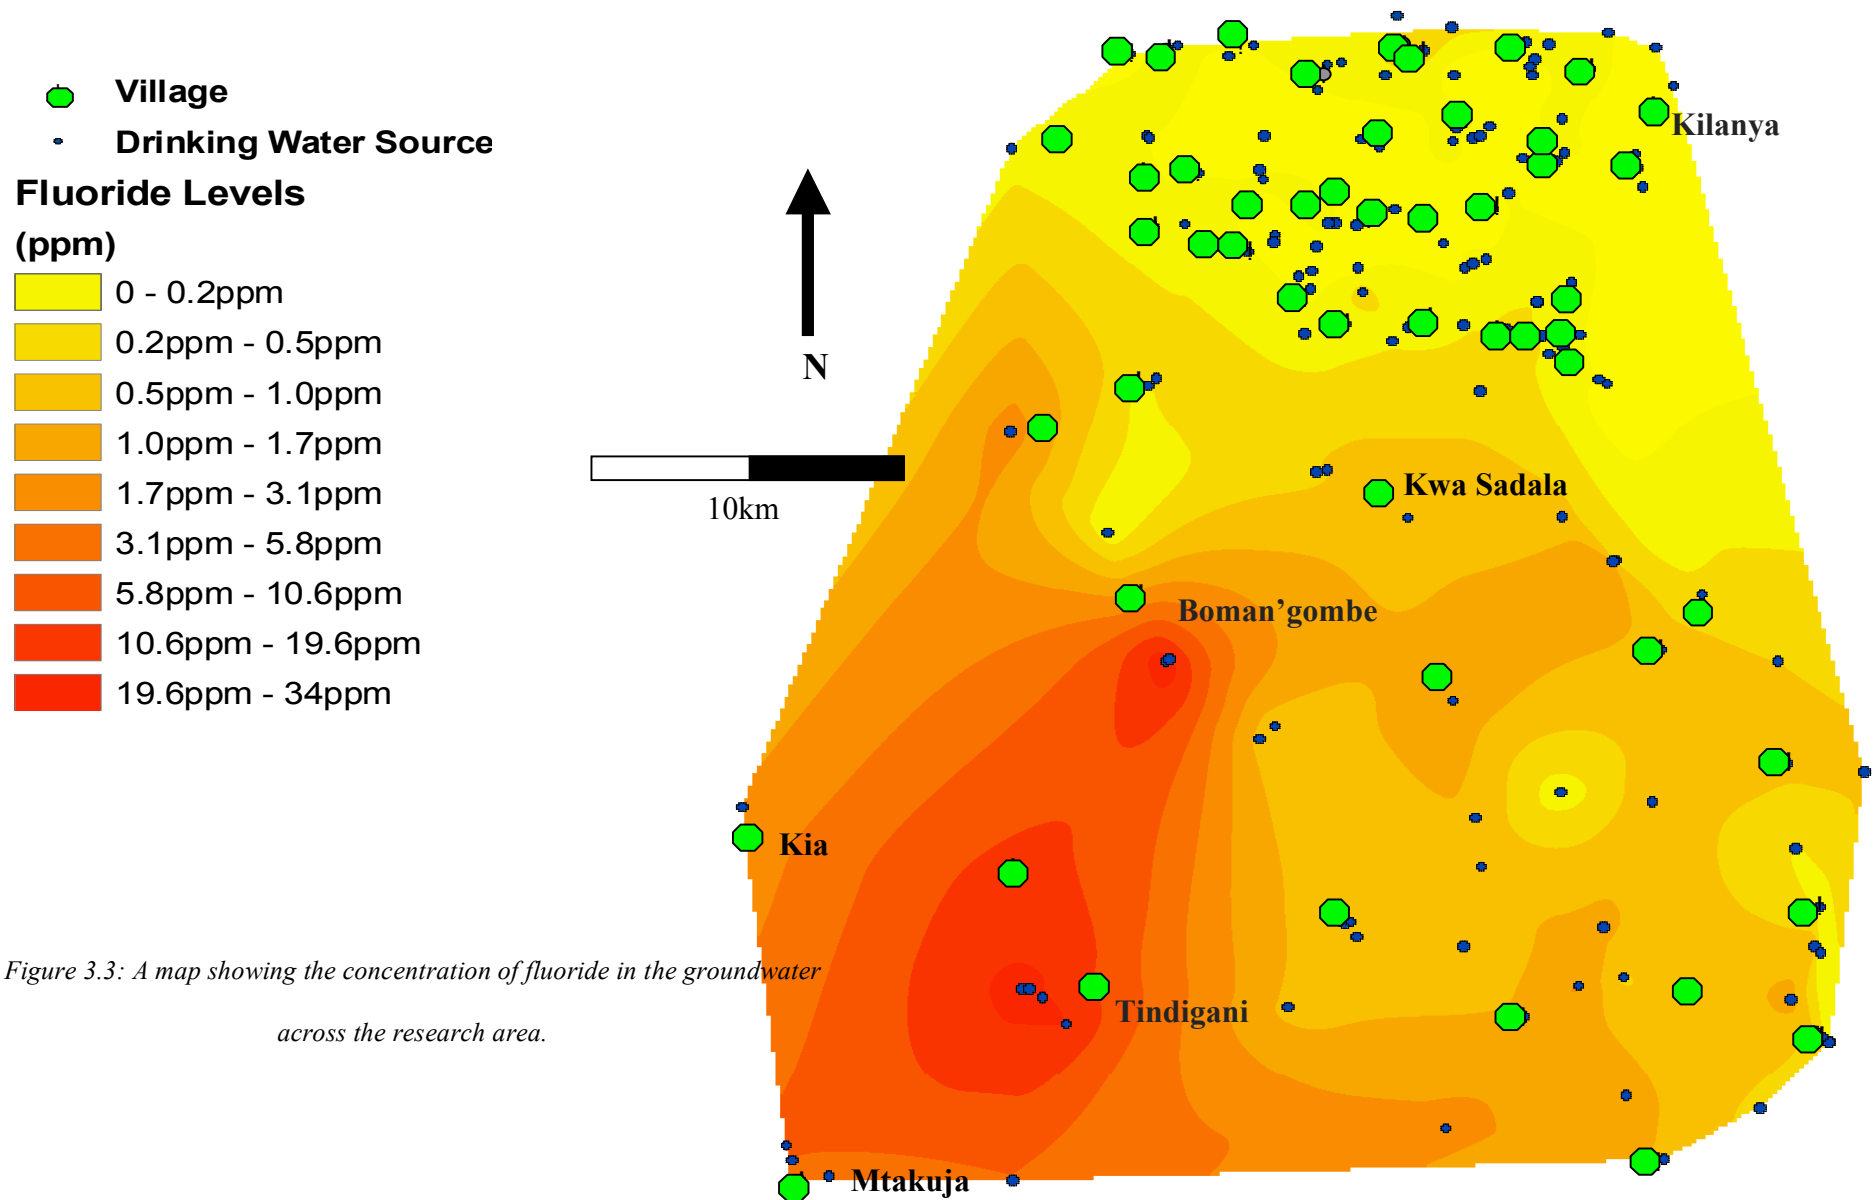 Village
Drinking Water Source
Fluoride Levels
(ppm)
0 - 0.2ppm
0.2ppm - 0.5ppm
0.5ppm - 1.0ppm
1.0ppm - 1.7ppm
1.7ppm - 3.1ppm
3.1ppm - 5.8ppm
5.8ppm - 10.6ppm
10.6ppm - 19.6ppm
19.6ppm - 34ppm
N
10km
Kilanya
Kwa Sadala
Boman’gombe
Kia
Tindigani
Mtakuja
Figure 3.3: A map showing the concentration of fluoride in the groundwater
across the research area.